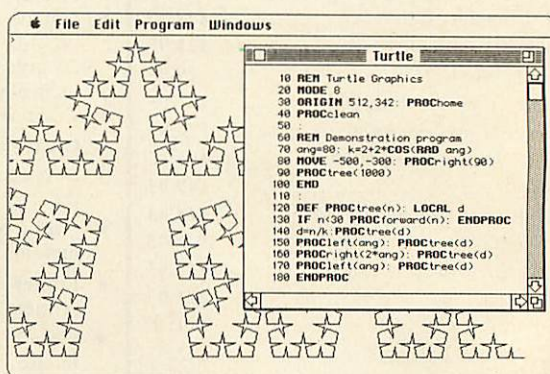 File Edit Program Windows
Turtle
10 REM Turtle Graphics
20 MODE 8
30 ORIGIN 512,342: PROChome
40 PROCclean
50 :
60 REM Demonstration program
70 ang=80: k=2+2*COS(RAD ang)
80 MOVE -500,-300: PROCright(90)
90 PROCtree(1000)
100 END
110 :
120 DEF PROCtree(n): LOCAL d
130 IF n<30 PROCforward(n): ENDPROC
140 d=n/k:PROCtree(d)
150 PROCleft(ang): PROCtree(d)
160 PROCright(2*ang): PROCtree(d)
170 PROCleft(ang): PROCtree(d)
180 ENDPROC